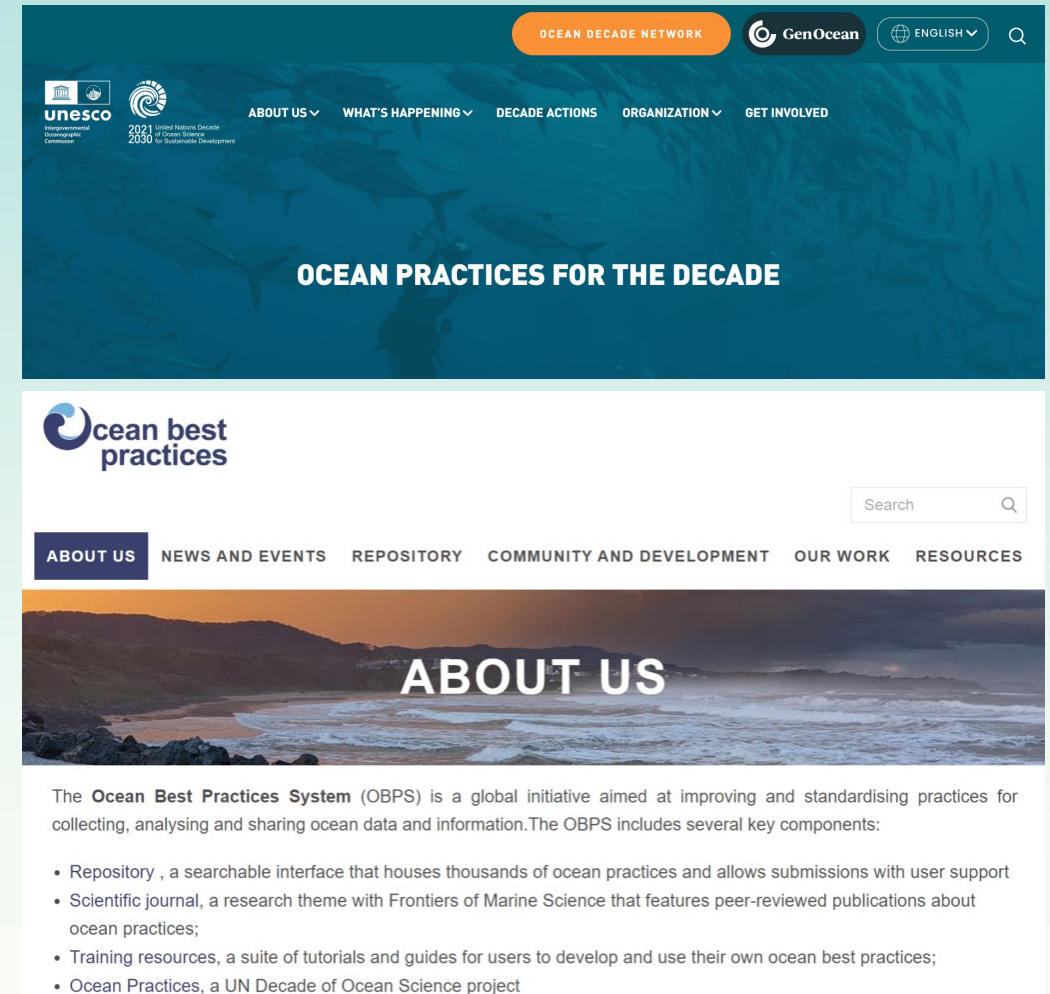 OCEAN DECADE NETWORK
GenOcean
ENGLISH
unesco
Intergovernmental
Oceanographic
Commission
2021 United Nations Decade
of Ocean Science
2030 for Sustainable Development
ABOUT US
WHAT'S HAPPENING
DECADE ACTIONS
ORGANIZATION
GET INVOLVED
OCEAN PRACTICES FOR THE DECADE
Ocean best
practices
Search
ABOUT US
NEWS AND EVENTS
REPOSITORY
COMMUNITY AND DEVELOPMENT
OUR WORK
RESOURCES
ABOUT US
The Ocean Best Practices System (OBPS) is a global initiative aimed at improving and standardising practices for
collecting, analysing and sharing ocean data and information.The OBPS includes several key components:
• Repository , a searchable interface that houses thousands of ocean practices and allows submissions with user support
• Scientific journal, a research theme with Frontiers of Marine Science that features peer-reviewed publications about
ocean practices;
• Training resources, a suite of tutorials and guides for users to develop and use their own ocean best practices;
• Ocean Practices, a UN Decade of Ocean Science project